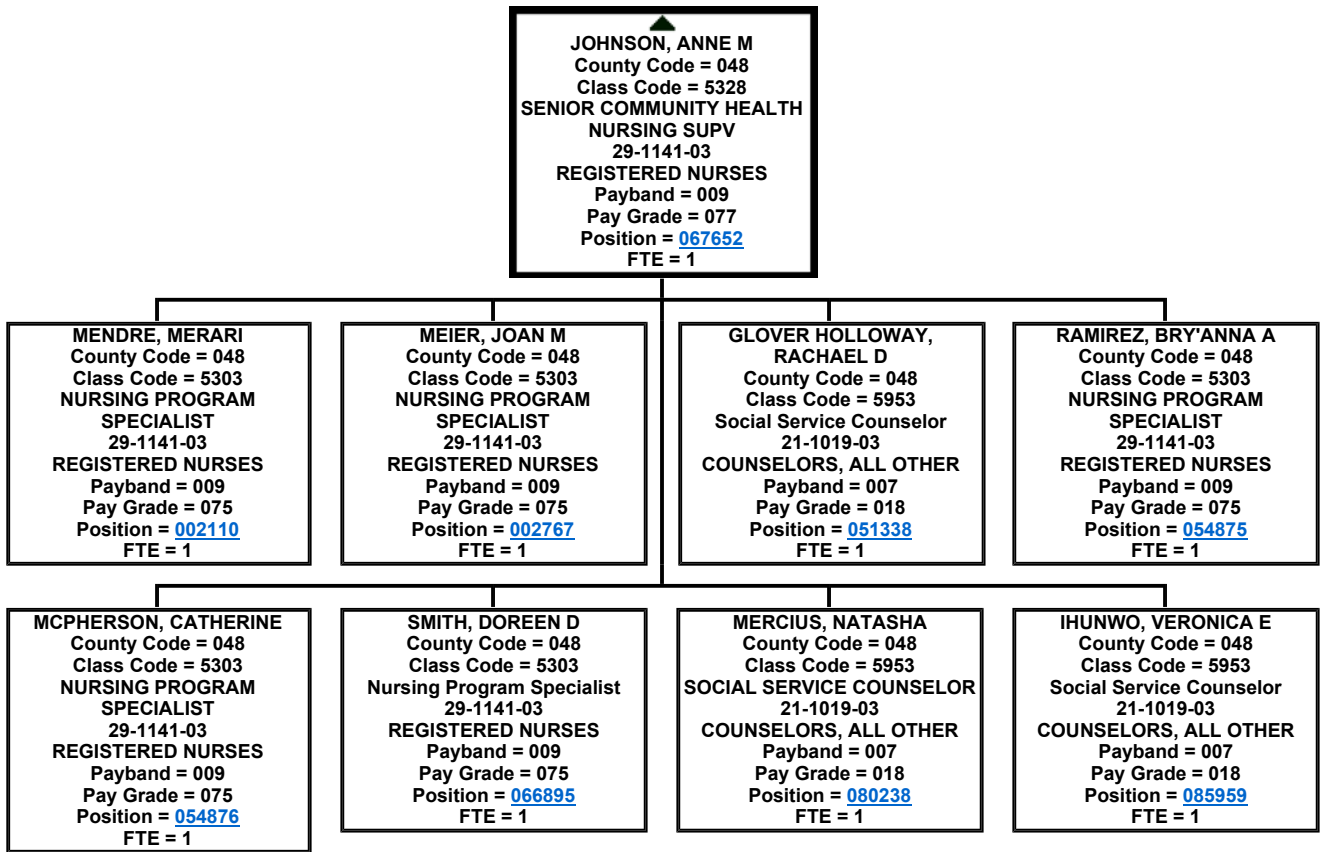 JOHNSON, ANNE M
County Code = 048
Class Code = 5328
SENIOR COMMUNITY HEALTH
NURSING SUPV
29-1141-03
REGISTERED NURSES
Payband = 009
Pay Grade = 077
Position = 067652
FTE = 1
MENDRE, MERARI
County Code = 048
Class Code = 5303
NURSING PROGRAM
SPECIALIST
29-1141-03
REGISTERED NURSES
Payband = 009
Pay Grade = 075
Position = 002110
FTE = 1
MEIER, JOAN M
County Code = 048
Class Code = 5303
NURSING PROGRAM
SPECIALIST
29-1141-03
REGISTERED NURSES
Payband = 009
Pay Grade = 075
Position = 002767
FTE = 1
GLOVER HOLLOWAY,
RACHAEL D
County Code = 048
Class Code = 5953
Social Service Counselor
21-1019-03
COUNSELORS, ALL OTHER
Payband = 007
Pay Grade = 018
Position = 051338
FTE = 1
RAMIREZ, BRY'ANNA A
County Code = 048
Class Code = 5303
NURSING PROGRAM
SPECIALIST
29-1141-03
REGISTERED NURSES
Payband = 009
Pay Grade = 075
Position = 054875
FTE = 1
MCPHERSON, CATHERINE
County Code = 048
Class Code = 5303
NURSING PROGRAM
SPECIALIST
29-1141-03
REGISTERED NURSES
Payband = 009
Pay Grade = 075
Position = 054876
FTE = 1
SMITH, DOREEN D
County Code = 048
Class Code = 5303
Nursing Program Specialist
29-1141-03
REGISTERED NURSES
Payband = 009
Pay Grade = 075
Position = 066895
FTE = 1
MERCIUS, NATASHA
County Code = 048
Class Code = 5953
SOCIAL SERVICE COUNSELOR
21-1019-03
COUNSELORS, ALL OTHER
Payband = 007
Pay Grade = 018
Position = 080238
FTE = 1
IHUNWO, VERONICA E
County Code = 048
Class Code = 5953
Social Service Counselor
21-1019-03
COUNSELORS, ALL OTHER
Payband = 007
Pay Grade = 018
Position = 085959
FTE = 1